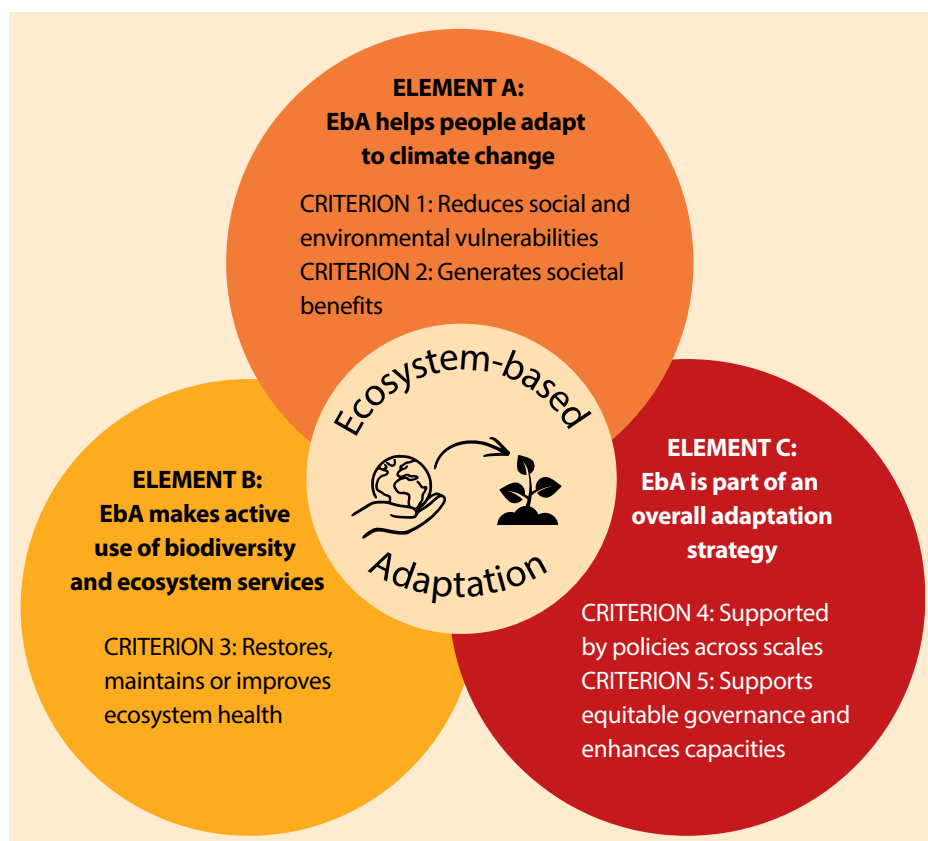 ELEMENT A:
EbA helps people adapt
to climate change
CRITERION 1: Reduces social and
environmental vulnerabilities
CRITERION 2: Generates societal
benefits
Ecosystem-based
Adaptation
ELEMENT B:
EbA makes active
use of biodiversity
and ecosystem services
CRITERION 3: Restores,
maintains or improves
ecosystem health
ELEMENT C:
EbA is part of an
overall adaptation
strategy
CRITERION 4: Supported
by policies across scales
CRITERION 5: Supports
equitable governance and
enhances capacities